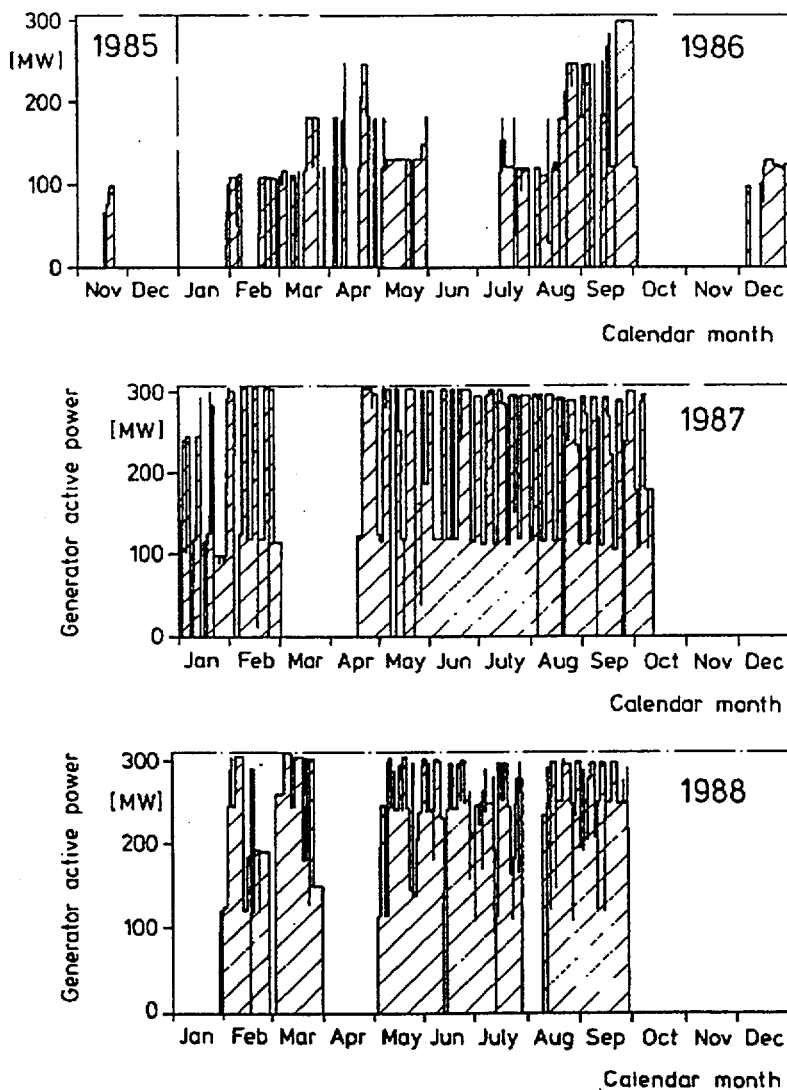 300
[MW]
200
100
0
1985
1986
Nov Dec Jan Feb Mar Apr May Jun July Aug Sep Oct Nov Dec
Calendar month
Generator active power
300
[MW]
200
100
0
1987
Jan Feb Mar Apr May Jun July Aug Sep Oct Nov Dec
Calendar month
Generator active power
300
[MW]
200
100
0
1988
Jan Feb Mar Apr May Jun July Aug Sep Oct Nov Dec
Calendar month